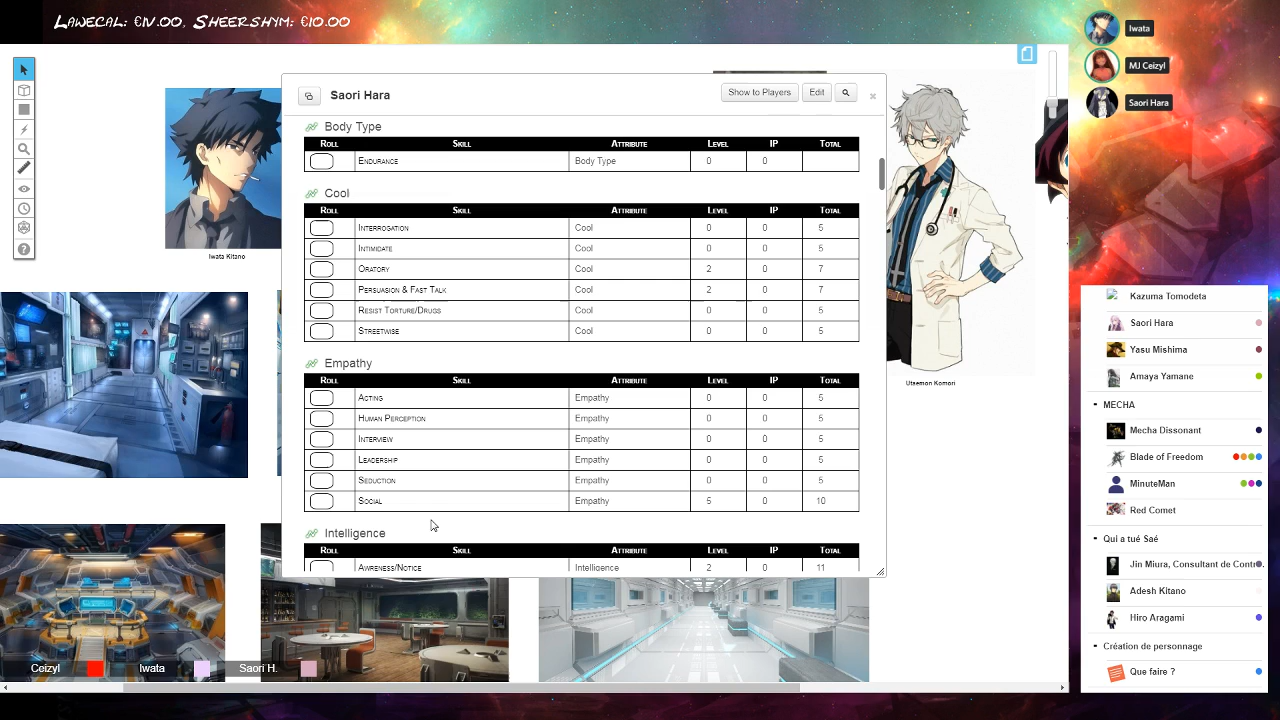 Lawecal: €IV.00, Sheershym: €IO.00
Iwata
MJ Ceizyl
Saori Hara
Saori Hara
Show to Players
Edit
Body Type
Roll Skill Attribute Level IP Total
Endurance Body Type 0 0
Cool
Roll Skill Attribute Level IP Total
Interrogation Cool 0 0 5
Intimidate Cool 0 0 5
Oratory Cool 2 0 7
Persuasion & Fast Talk Cool 2 0 7
Resist Torture/Drugs Cool 0 0 5
Streetwise Cool 0 0 5
Empathy
Roll Skill Attribute Level IP Total
Acting Empathy 0 0 5
Human Perception Empathy 0 0 5
Interview Empathy 0 0 5
Leadership Empathy 0 0 5
Seduction Empathy 0 0 5
Social Empathy 5 0 10
Intelligence
Roll Skill Attribute Level IP Total
Awreness/Notice Intelligence 2 0 11
Iwata Kitano
Utaemon Komori
Kazuma Tomodeta
Saori Hara
Yasu Mishima
Amaya Yamane
MECHA
Mecha Dissonant
Blade of Freedom
MinuteMan
Red Comet
Qui a tué Saé
Jin Miura, Consultant de Contr
Adesh Kitano
Hiro Aragami
Création de personnage
Que faire ?
Ceizyl
Iwata
Saori H.